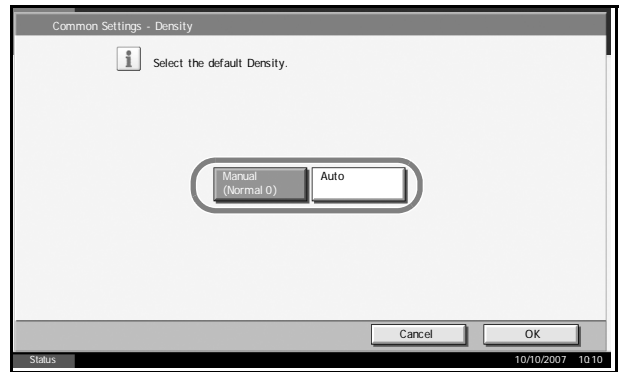 Common Settings - Density
Select the default Density.
Manual
(Normal 0)
Auto
Cancel
OK
Status
10/10/2007 10:10